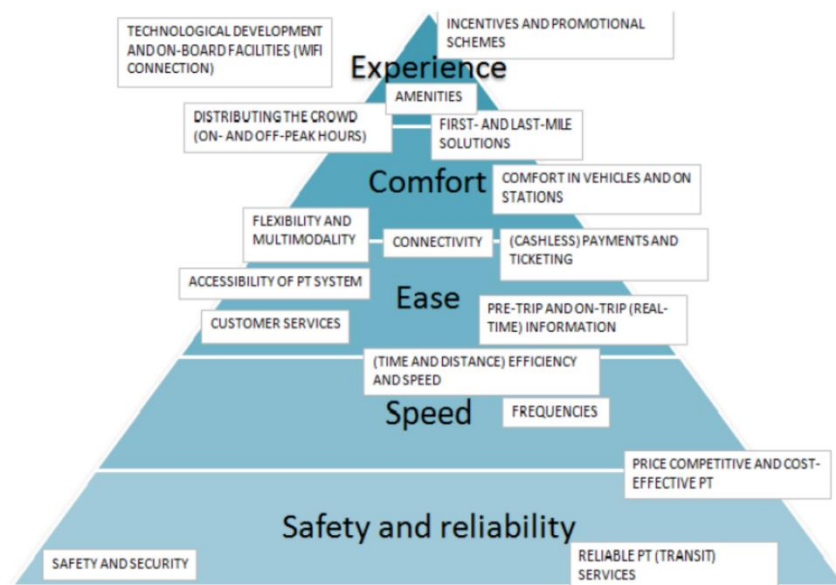 TECHNOLOGICAL DEVELOPMENT
AND ON-BOARD FACILITIES (WIFI
CONNECTION)
INCENTIVES AND PROMOTIONAL
SCHEMES
Experience
AMENITIES
DISTRIBUTING THE CROWD
(ON- AND OFF-PEAK HOURS)
FIRST- AND LAST-MILE
SOLUTIONS
Comfort
COMFORT IN VEHICLES AND ON
STATIONS
FLEXIBILITY AND
MULTIMODALITY
CONNECTIVITY
(CASHLESS) PAYMENTS AND
TICKETING
ACCESSIBILITY OF PT SYSTEM
Ease
PRE-TRIP AND ON-TRIP (REAL-
TIME) INFORMATION
CUSTOMER SERVICES
(TIME AND DISTANCE) EFFICIENCY
AND SPEED
Speed
FREQUENCIES
PRICE COMPETITIVE AND COST-
EFFECTIVE PT
Safety and reliability
SAFETY AND SECURITY
RELIABLE PT (TRANSIT)
SERVICES